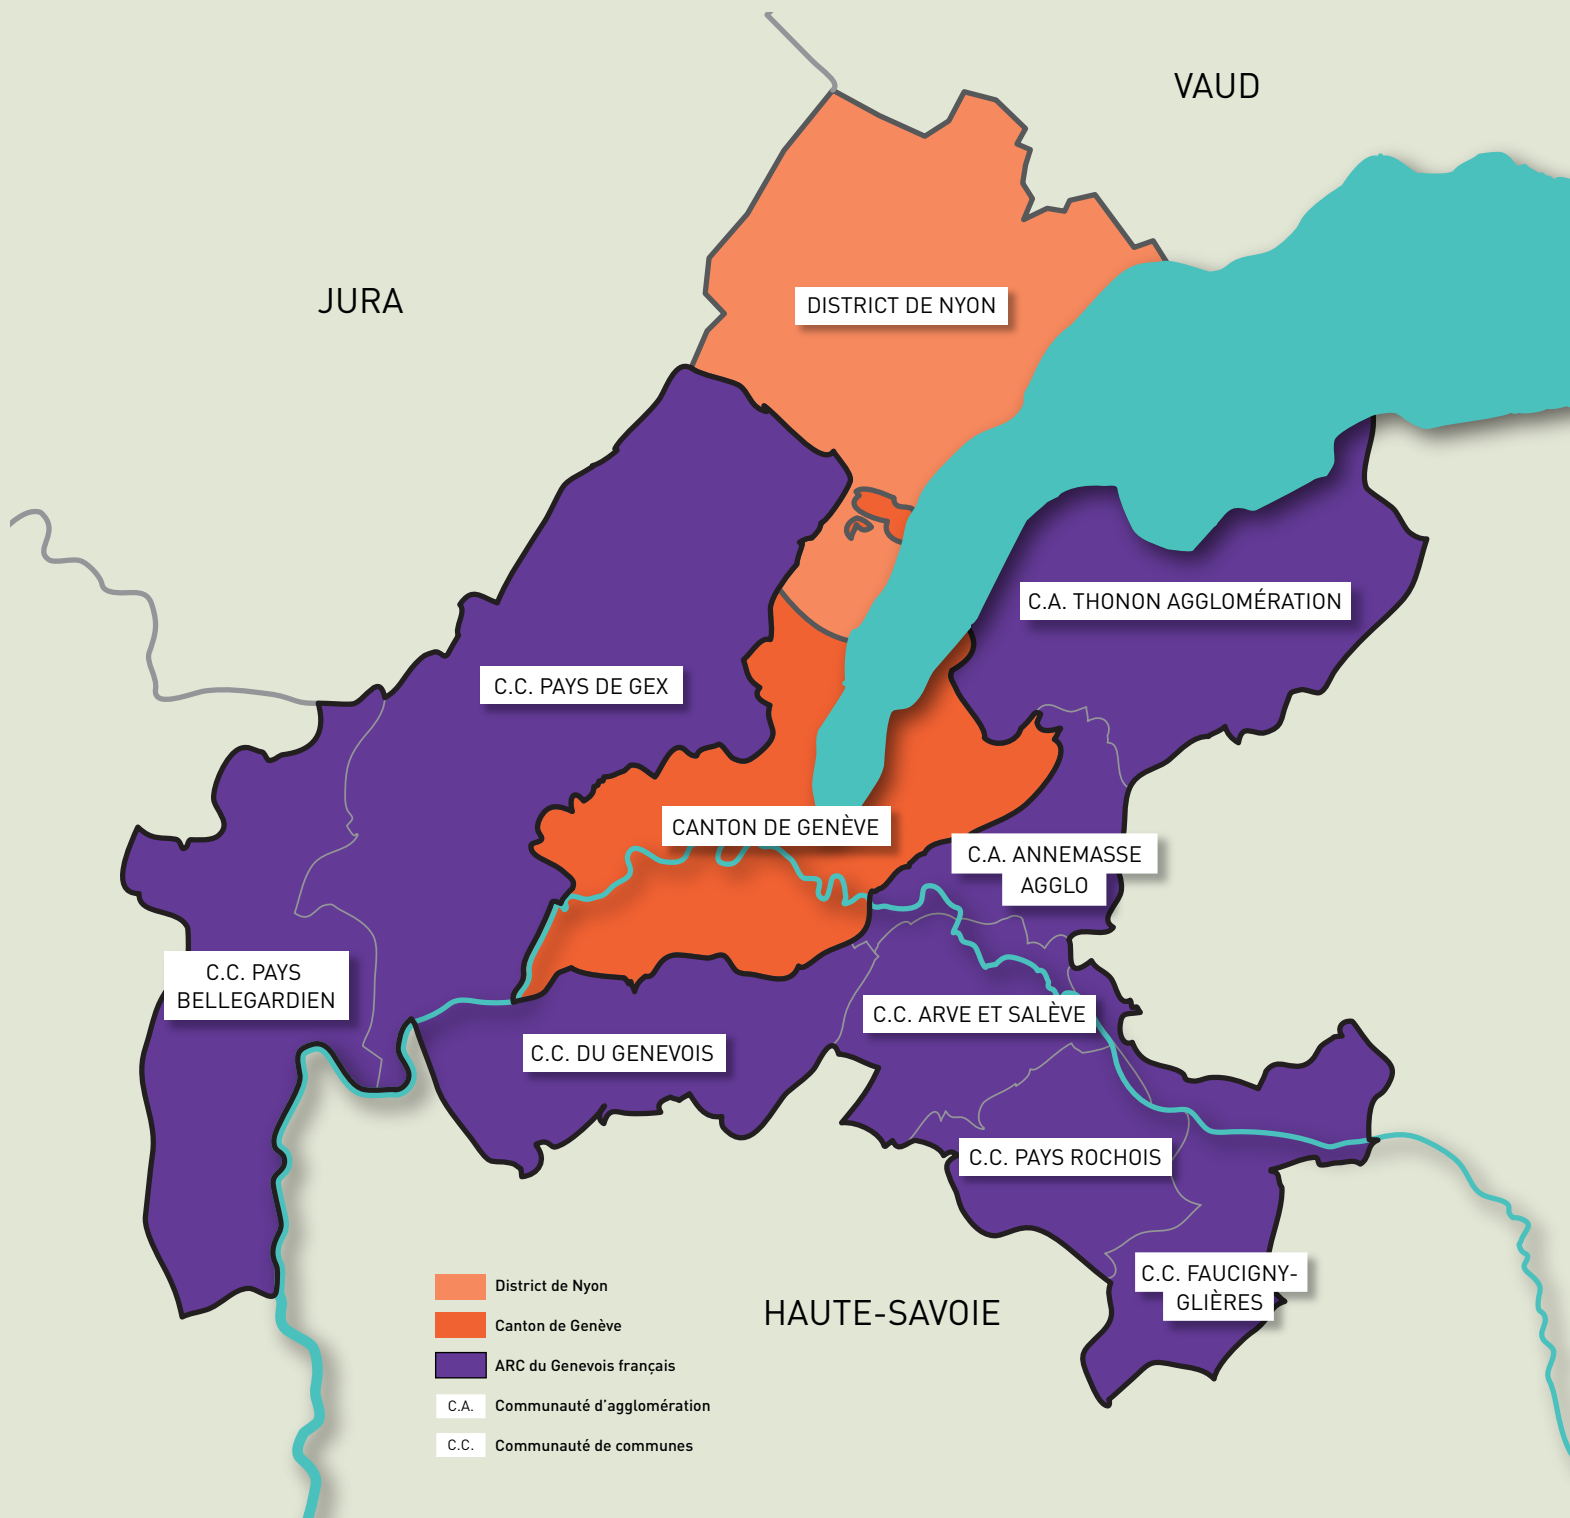 VAUD
JURA
DISTRICT DE NYON
C.A. THONON AGGLOMÉRATION
C.C. PAYS DE GEX
CANTON DE GENÈVE
C.A. ANNEMASSE
AGGLO
C.C. PAYS
BELLEGARDIEN
C.C. ARVE ET SALÈVE
C.C. DU GENEVOIS
C.C. PAYS ROCHOIS
C.C. FAUCIGNY-
GLIÈRES
HAUTE-SAVOIE
District de Nyon
Canton de Genève
ARC du Genevois français
C.A. Communauté d'agglomération
C.C. Communauté de communes